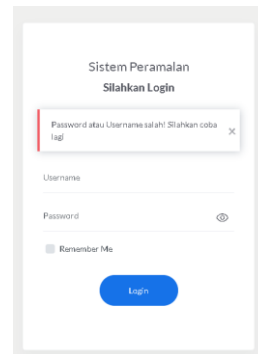 Sistem Peramalan
Silahkan Login
Password atau Username salah! Silahkan coba
lagi
Username
Password
Remember Me
Login